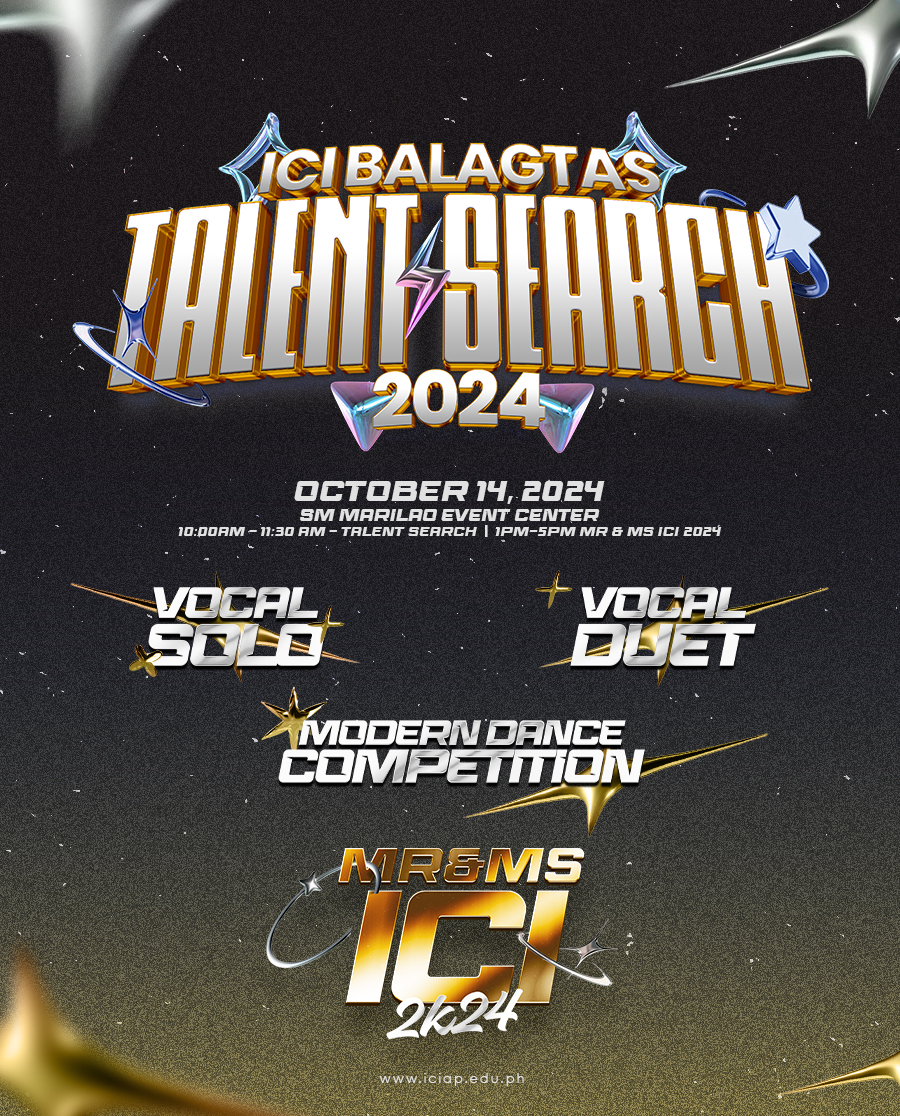 ICI BALAGTAS
TALENT SEARCH
2024
OCTOBER 14, 2024
SM MARILAO EVENT CENTER
10:00AM - 11:30 AM - TALENT SEARCH | 1PM-5PM MR & MS ICI 2024
VOCAL
SOLO
VOCAL
DUET
MODERN DANCE
COMPETITION
MR&MS
ICI
2k24
www.iciap.edu.ph